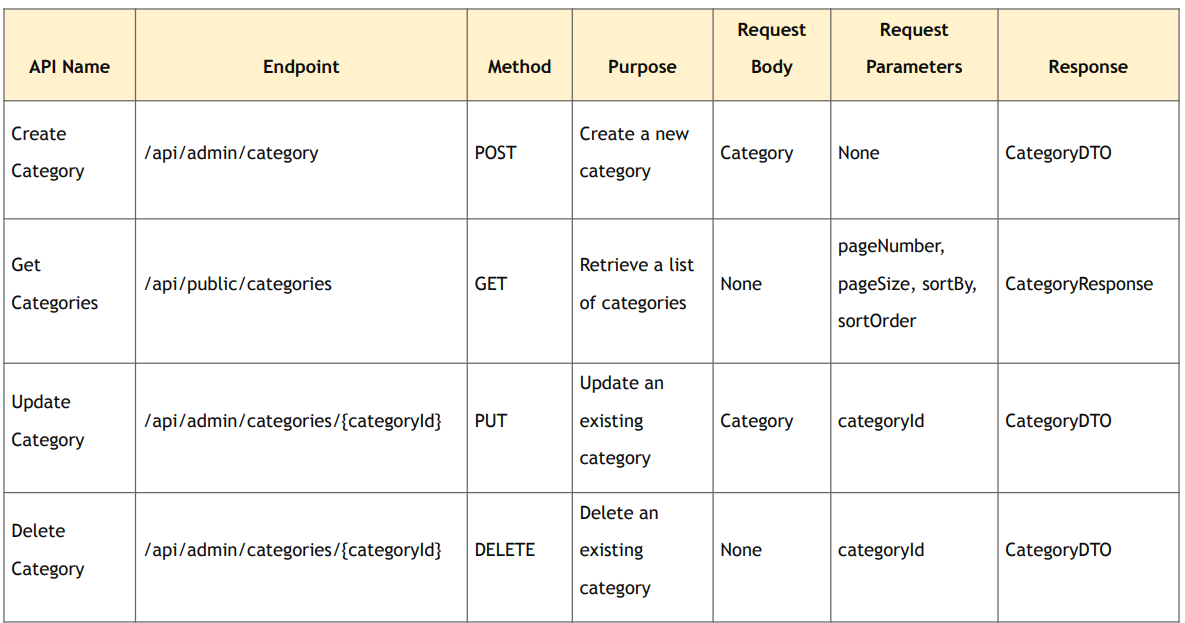 API Name
Endpoint
Method
Purpose
Request
Body
Request
Parameters
Response
Create
Category
/api/admin/category
POST
Create a new
category
Category
None
CategoryDTO
Get
Categories
/api/public/categories
GET
Retrieve a list
of categories
None
pageNumber,
pageSize, sortBy,
sortOrder
CategoryResponse
Update
Category
/api/admin/categories/{categoryId}
PUT
Update an
existing
category
Category
categoryId
CategoryDTO
Delete
Category
/api/admin/categories/{categoryId}
DELETE
Delete an
existing
category
None
categoryId
CategoryDTO